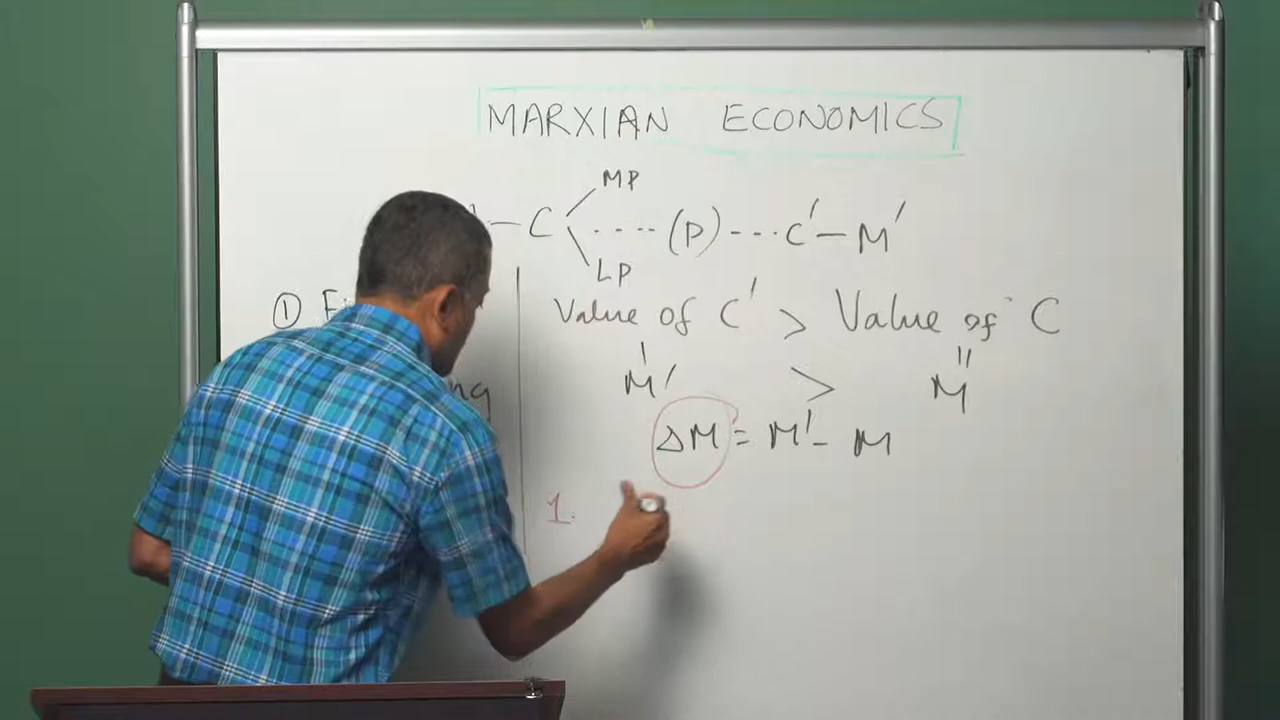 MARXIAN ECONOMICS
MP
— C ..... (P) --- C' — M'
LP
①
Value of C' > Value of C
M' > M
ΔM = M' - M
1.